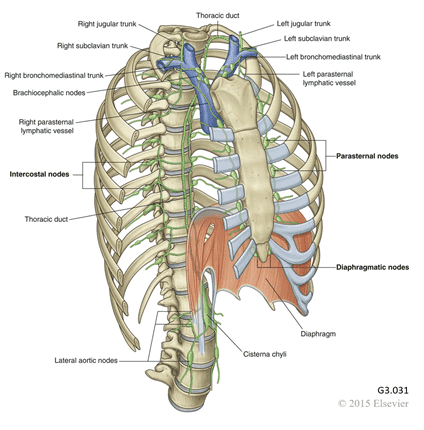 Thoracic duct
Right jugular trunk
Left jugular trunk
Right subclavian trunk
Left subclavian trunk
Left bronchomediastinal trunk
Right bronchomediastinal trunk
Left parasternal
lymphatic vessel
Brachiocephalic nodes
Right parasternal
lymphatic vessel
Parasternal nodes
Intercostal nodes
Thoracic duct
Diaphragmatic nodes
Diaphragm
Cisterna chyli
Lateral aortic nodes
G3.031
© 2015 Elsevier